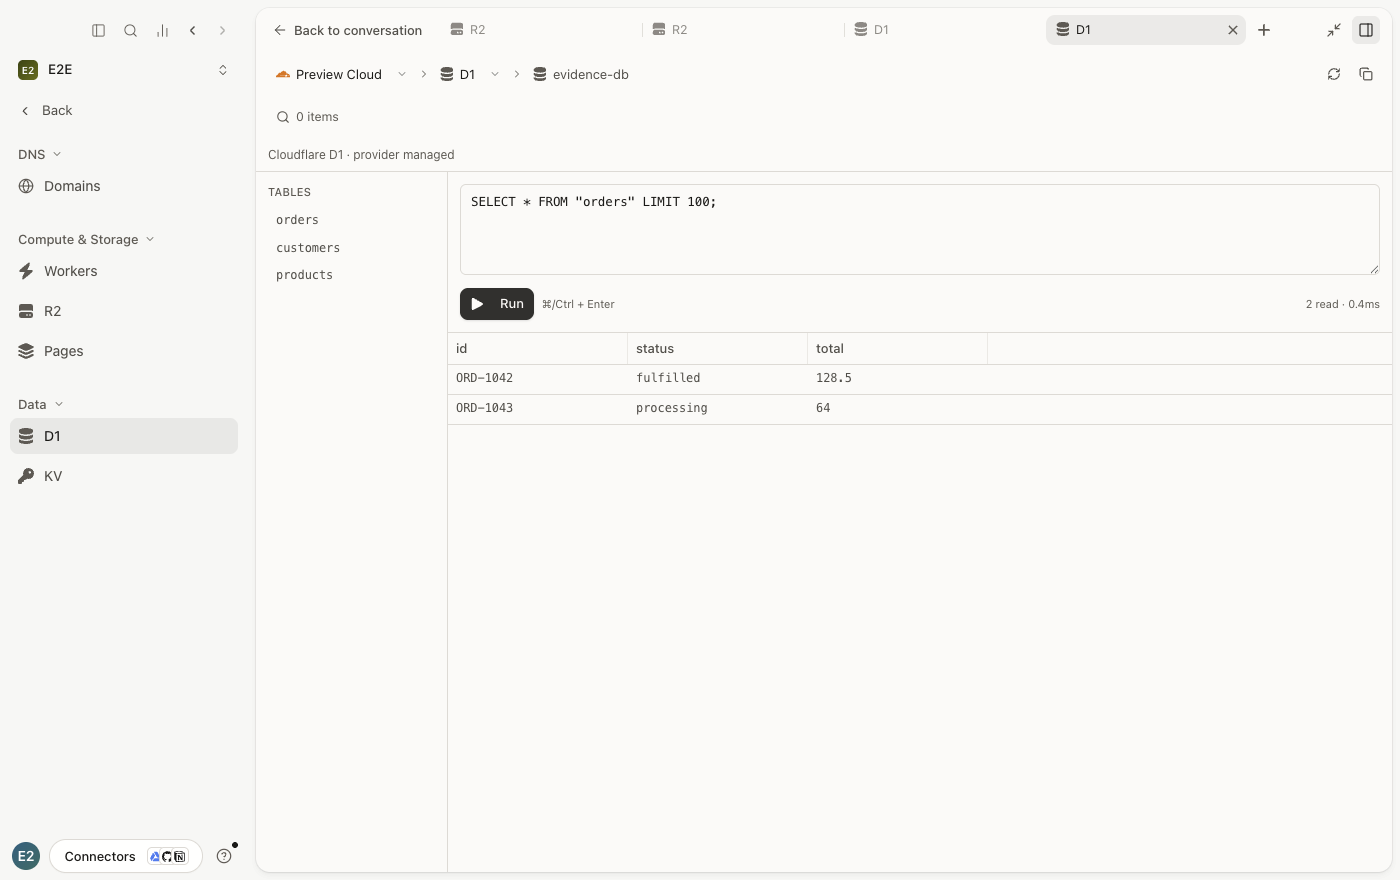 Back to conversation
R2
R2
D1
D1
E2
E2E
Preview Cloud
D1
evidence-db
Back
0 items
DNS
Cloudflare D1 · provider managed
Domains
TABLES
SELECT * FROM "orders" LIMIT 100;
orders
Compute & Storage
customers
Workers
products
R2
Run
⌘/Ctrl + Enter
2 read · 0.4ms
Pages
id
status
total
ORD-1042
fulfilled
128.5
Data
ORD-1043
processing
64
D1
KV
E2
Connectors